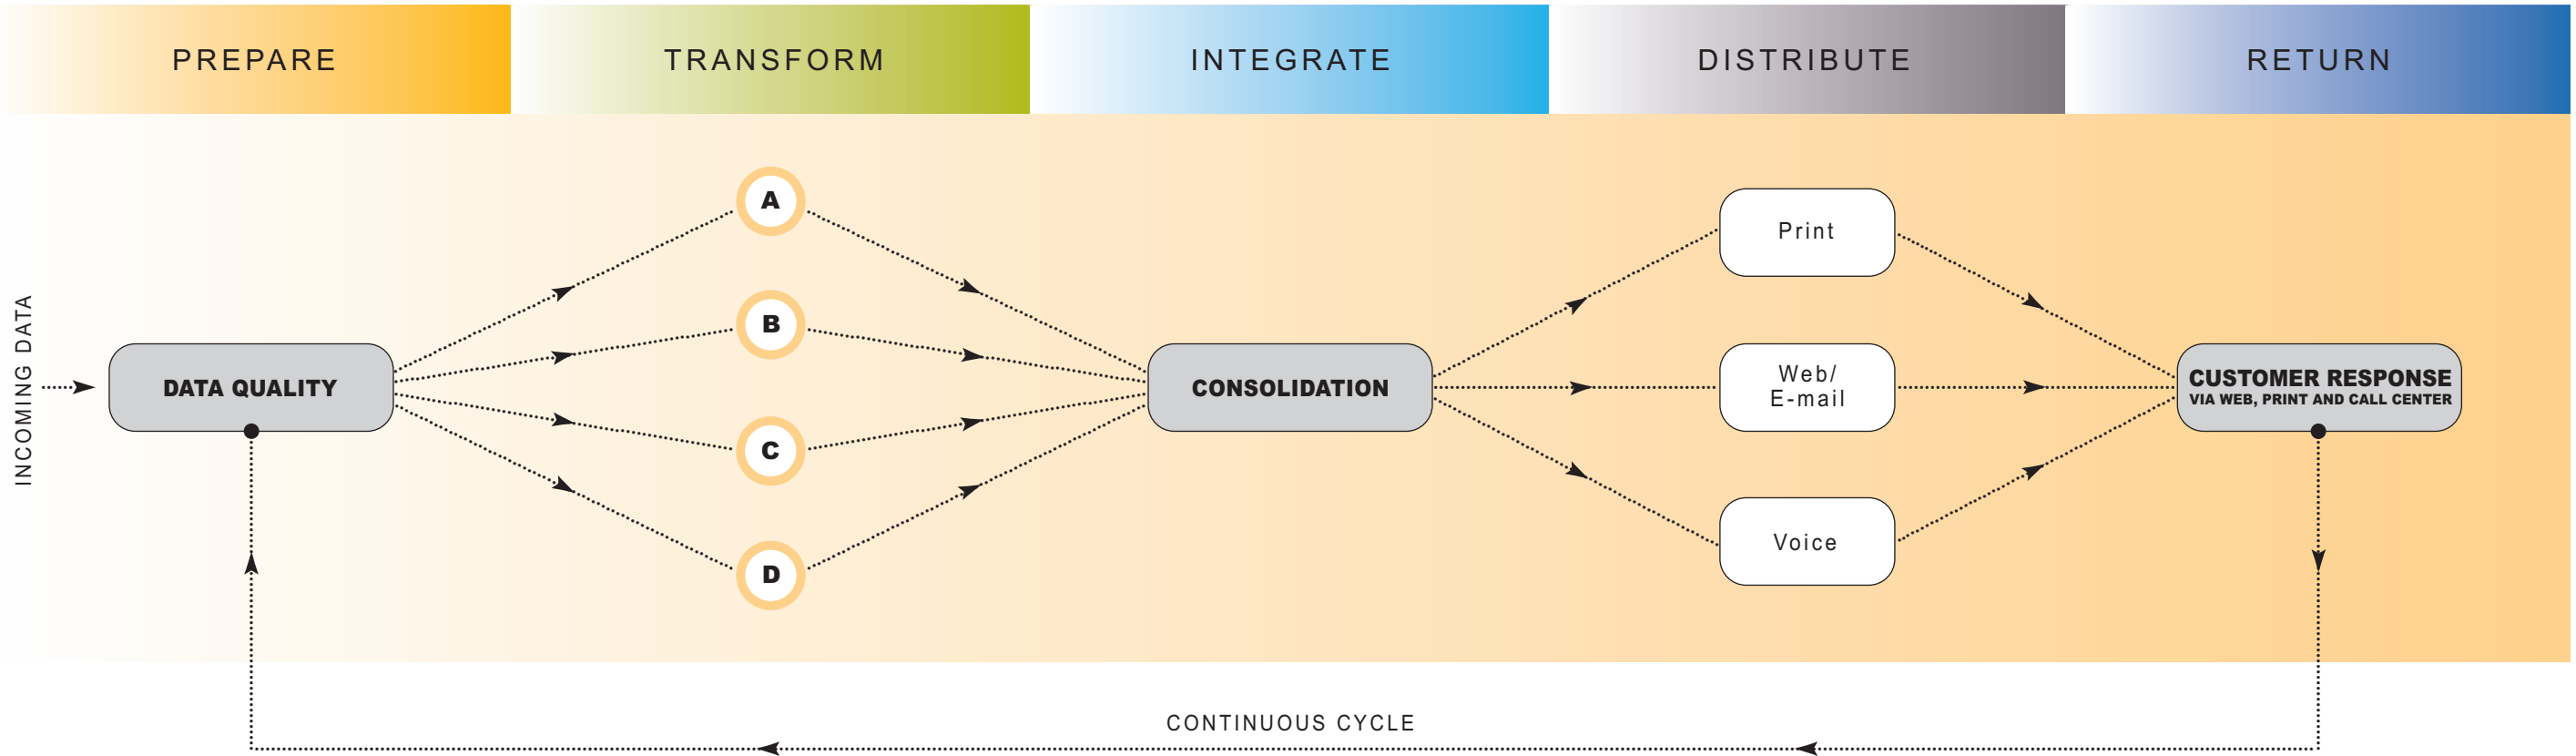 PREPARE
TRANSFORM
INTEGRATE
DISTRIBUTE
RETURN
INCOMING DATA
DATA QUALITY
A
B
C
D
CONSOLIDATION
Print
Web/
E-mail
Voice
CUSTOMER RESPONSE
VIA WEB, PRINT AND CALL CENTER
CONTINUOUS CYCLE